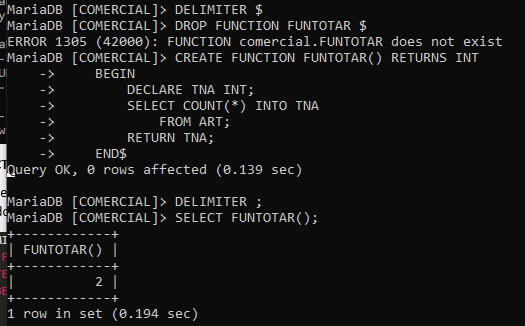 MariaDB [COMERCIAL]> DELIMITER $
MariaDB [COMERCIAL]> DROP FUNCTION FUNTOTAR $
ERROR 1305 (42000): FUNCTION comercial.FUNTOTAR does not exist
MariaDB [COMERCIAL]> CREATE FUNCTION FUNTOTAR() RETURNS INT
    ->     BEGIN
    ->         DECLARE TNA INT;
    ->         SELECT COUNT(*) INTO TNA
    ->             FROM ART;
    ->         RETURN TNA;
    ->     END$
Query OK, 0 rows affected (0.139 sec)

MariaDB [COMERCIAL]> DELIMITER ;
MariaDB [COMERCIAL]> SELECT FUNTOTAR();
+------------+
| FUNTOTAR() |
+------------+
|          2 |
+------------+
1 row in set (0.194 sec)